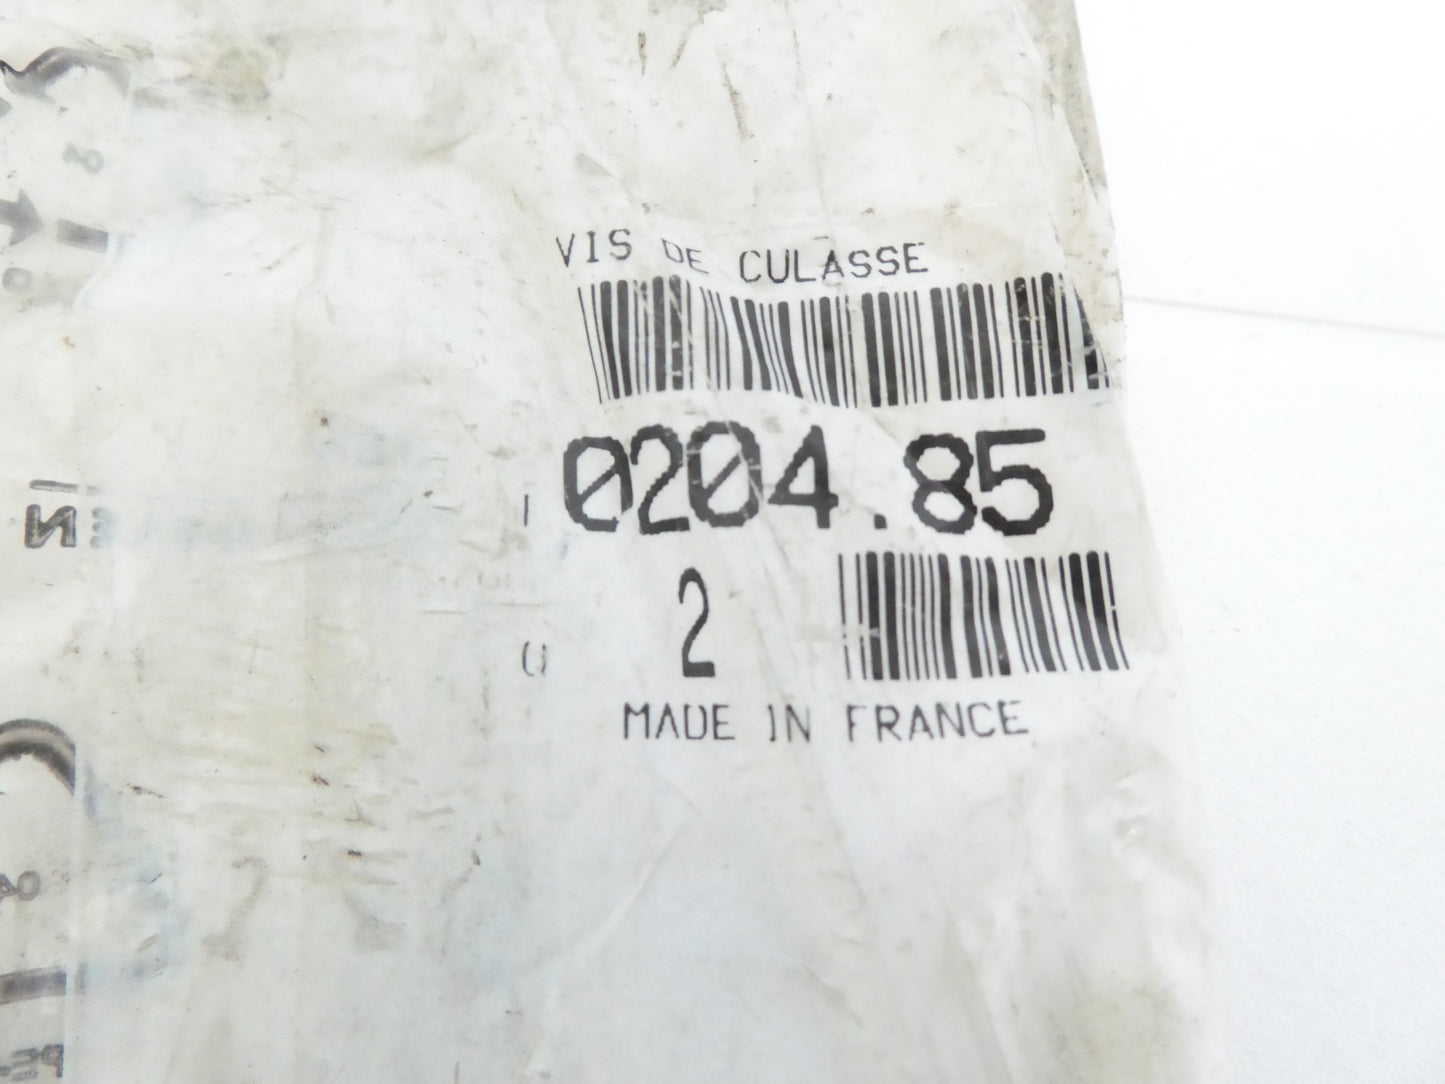 VIS DE CULASSE
0204.85
2
MADE IN FRANCE